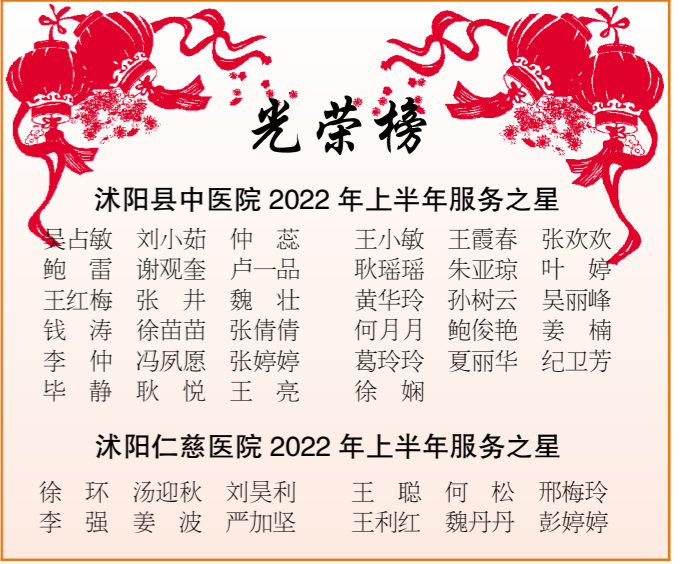 光荣榜
沭阳县中医院 2022 年上半年服务之星
吴占敏 刘小茹 仲 蕊 王小敏 王霞春 张欢欢
鲍 雷 谢观奎 卢一品 耿瑶瑶 朱亚琼 叶 婷
王红梅 张 井 魏 壮 黄华玲 孙树云 吴丽峰
钱 涛 徐苗苗 张倩倩 何月月 鲍俊艳 姜 楠
李 仲 冯夙愿 张婷婷 葛玲玲 夏丽华 纪卫芳
毕 静 耿 悦 王 亮 徐 娴
沭阳仁慈医院 2022 年上半年服务之星
徐 环 汤迎秋 刘昊利 王 聪 何 松 邢梅玲
李 强 姜 波 严加坚 王利红 魏丹丹 彭婷婷